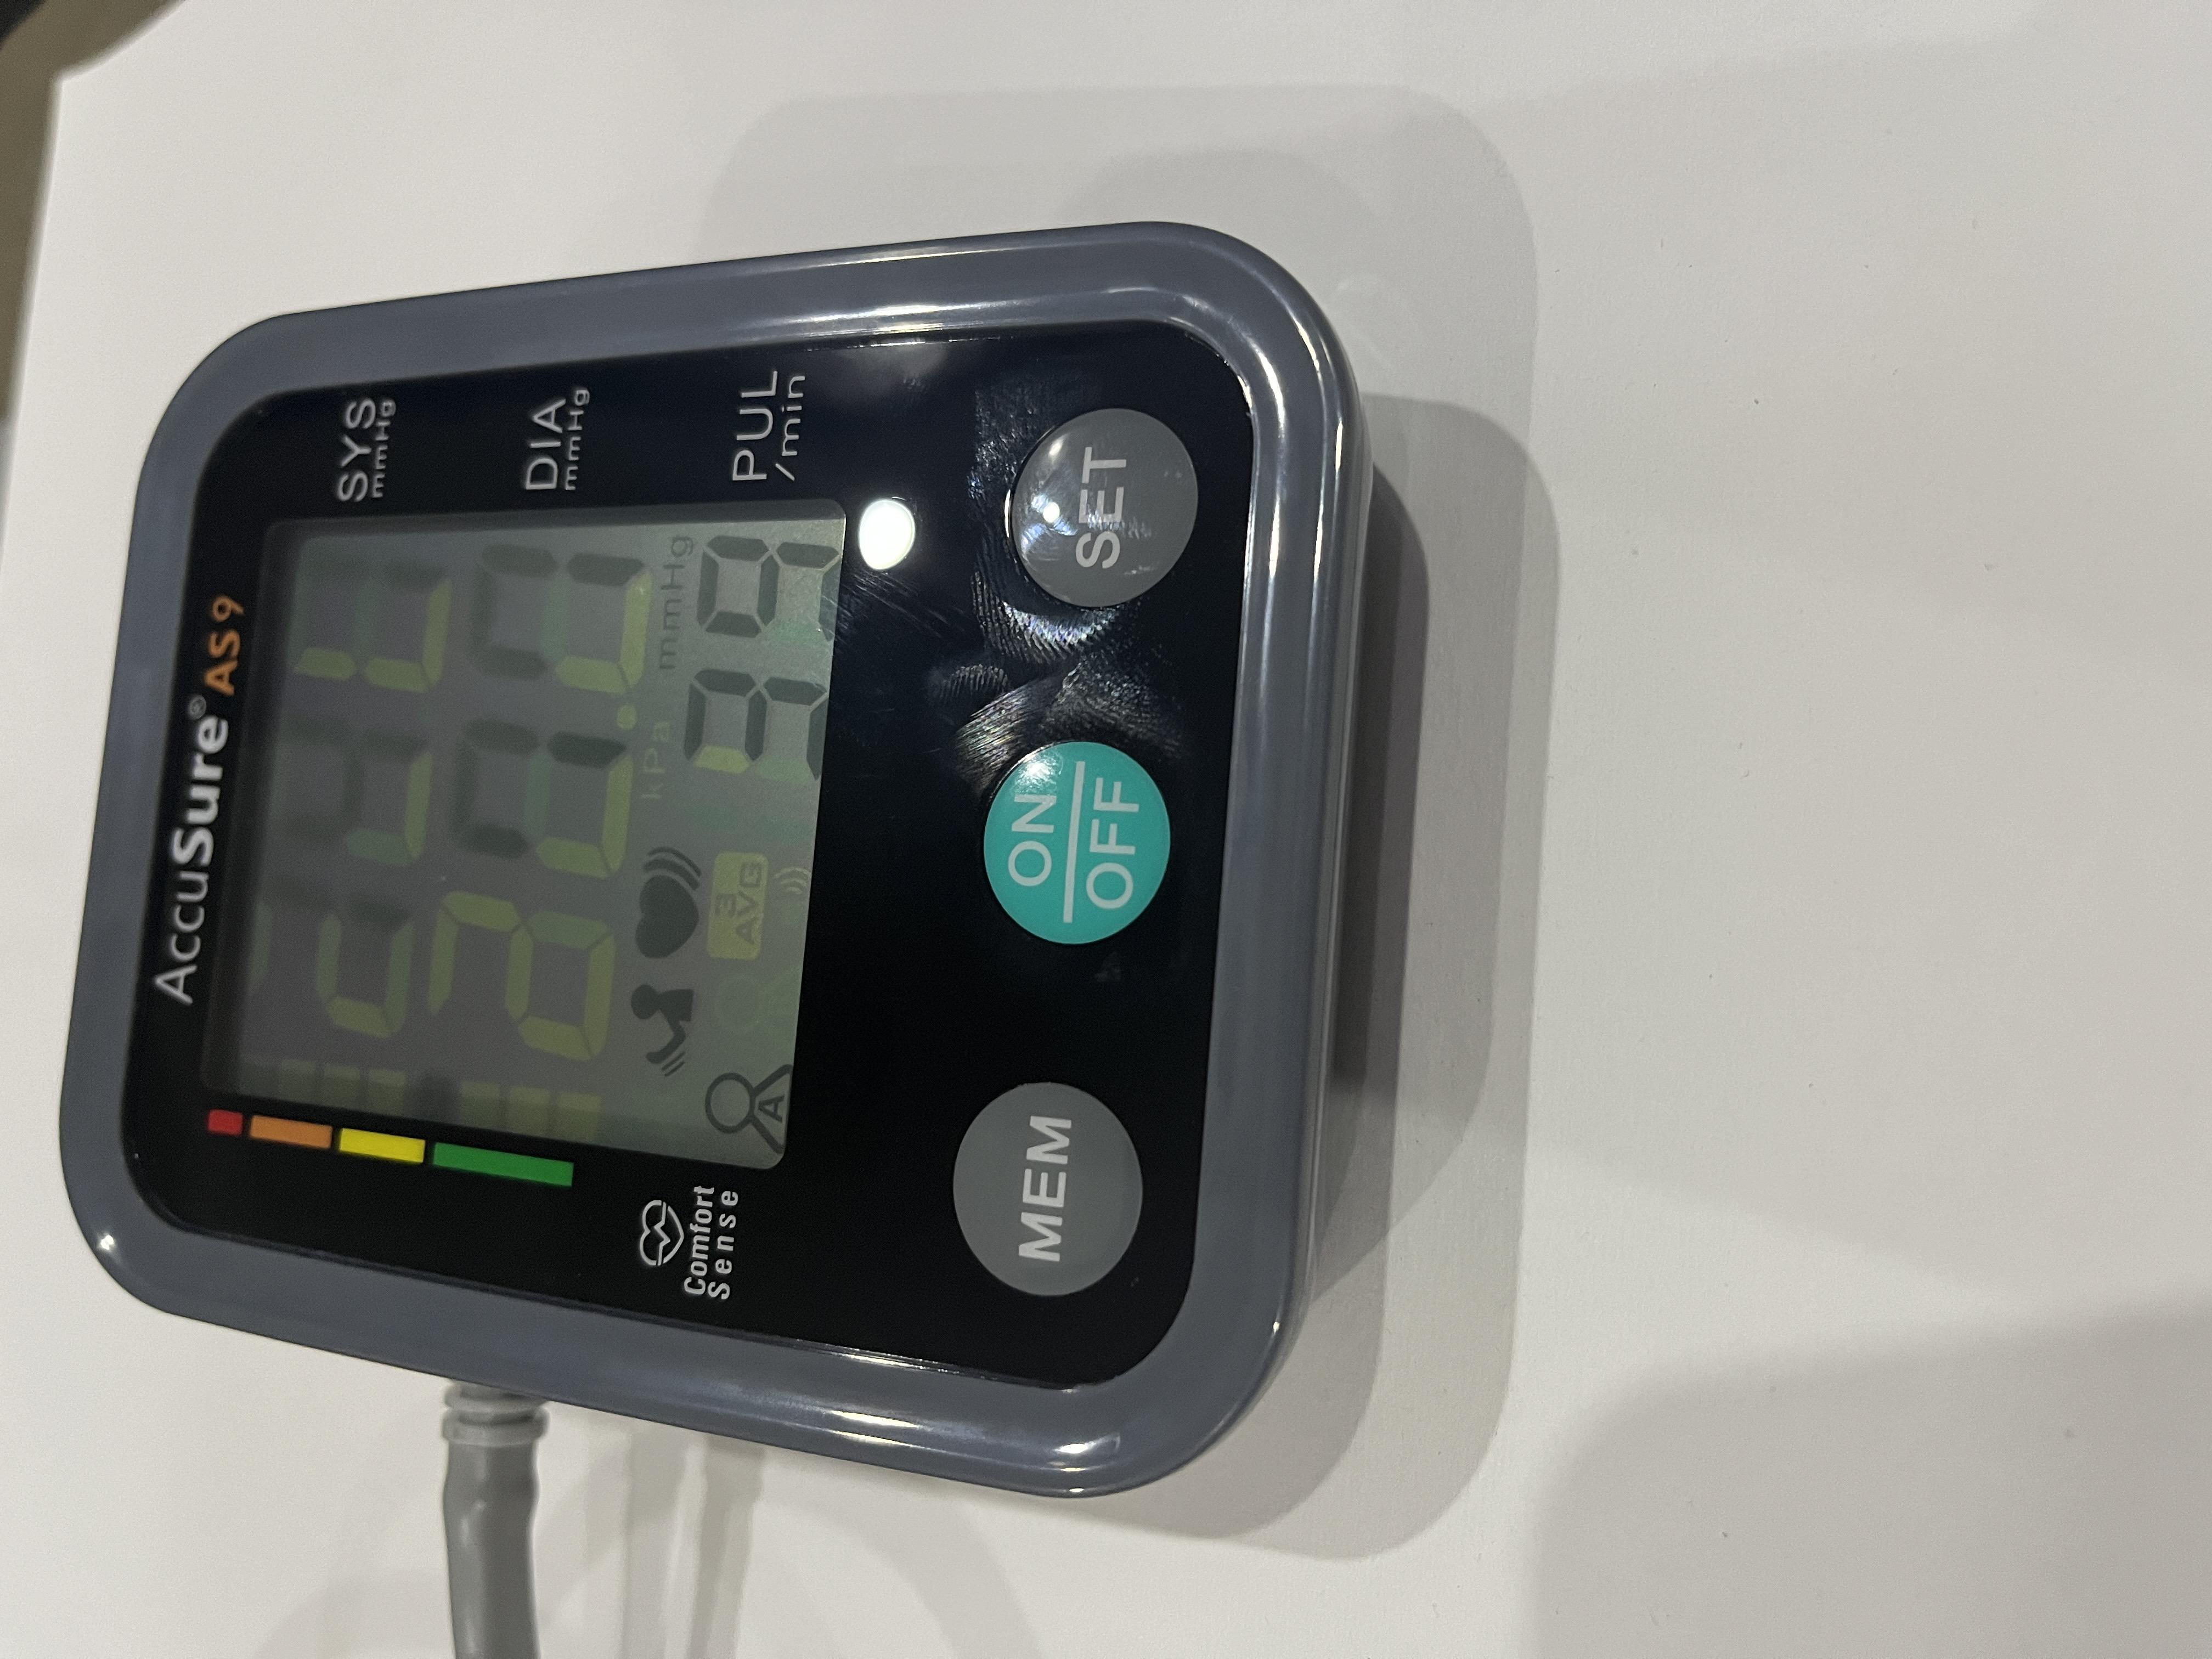 AccuSure® AS9
SYS
mmHg
DIA
mmHg
PUL
/min
mmHg
kPa
3
AVG
A
Comfort
Sense
MEM
ON
OFF
SET